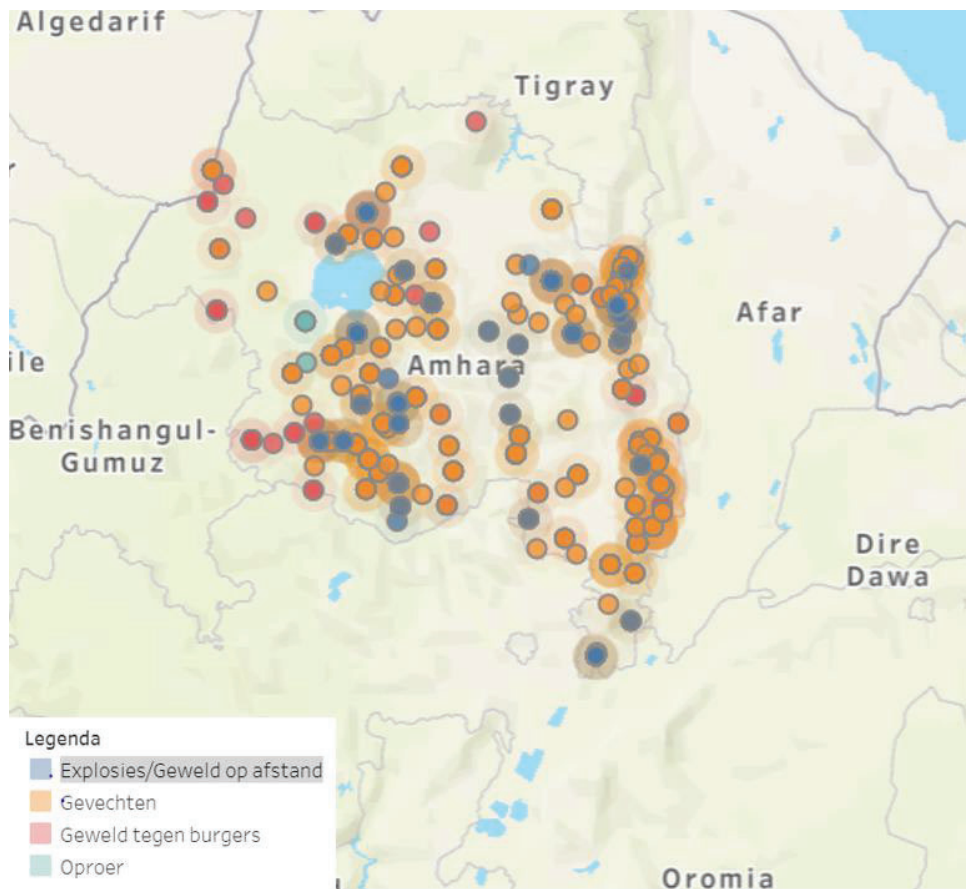 Algedarif
Tigray
Afar
ile
Amhara
Benishangul-
Gumuz
Dire
Dawa
Legenda
Explosies/Geweld op afstand
Gevechten
Geweld tegen burgers
Oproer
Oromia